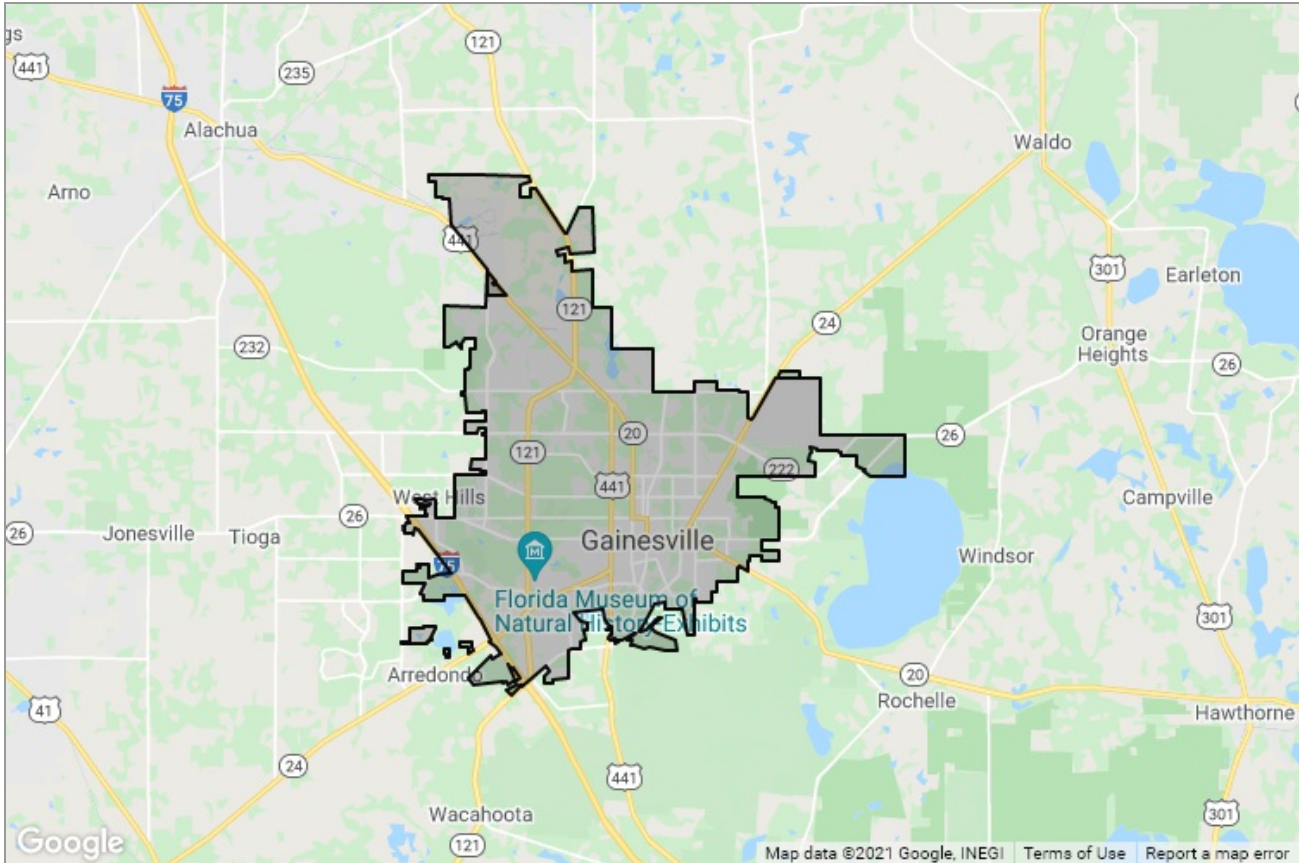 gs
441
121
235
75
Alachua
Waldo
Arno
441
301
Earleton
121
24
Orange
Heights
232
26
20
26
121
222
441
West Hills
Campville
26
Jonesville
Tioga
26
Gainesville
Windsor
75
Florida Museum of
Natural History-Exhibits
301
Arredondo
20
Rochelle
41
Hawthorne
24
441
Wacahoota
121
301
Google
Map data ©2021 Google, INEGI
Terms of Use
Report a map error